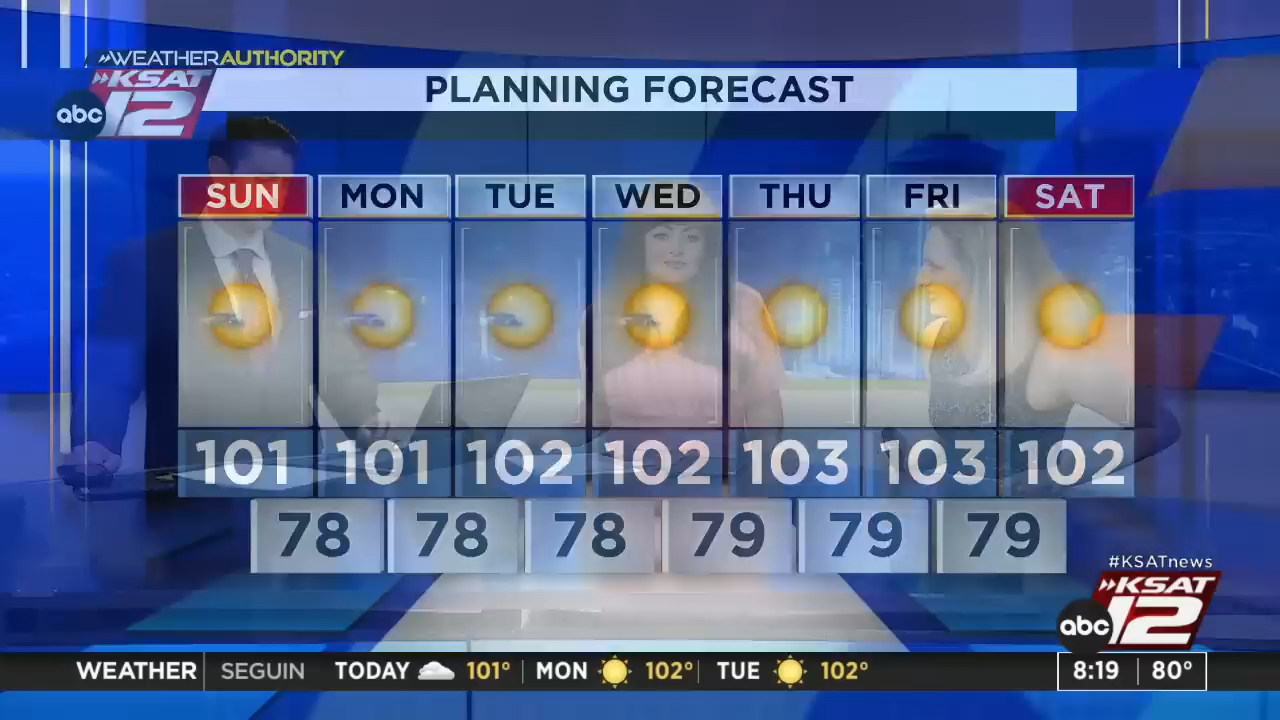 WEATHERAUTHORITY
KSAT
abc 12
PLANNING FORECAST
SUN MON TUE WED THU FRI SAT
101 101 102 102 103 103 102
78 78 78 79 79 79
#KSATnews
KSAT
abc 12
WEATHER SEGUIN TODAY 101° MON 102° TUE 102° 8:19 80°